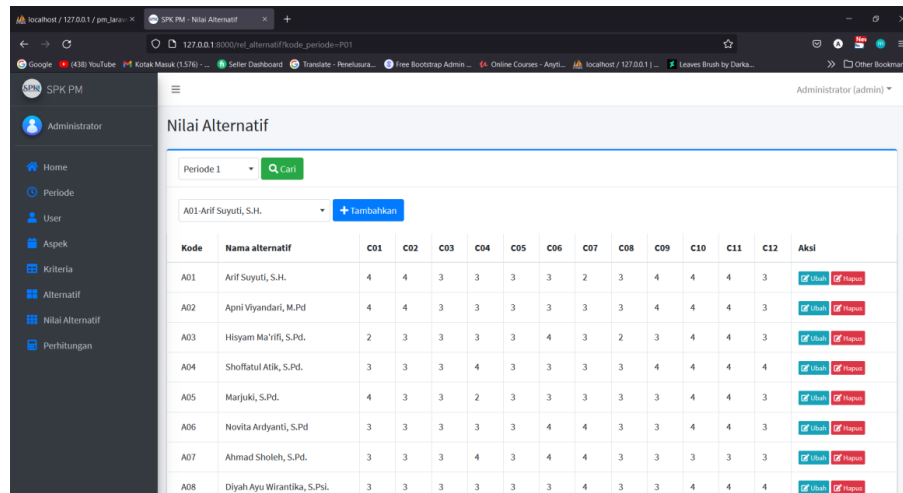 localhost / 127.0.0.1 / pm_larav
SPK PM - Nilai Alternatif
127.0.0.1:8000/rel_alternatif?kode_periode=P01
New
Google (438) YouTube Kotak Masuk (1.576) - ... Seller Dashboard Translate - Penelusura... Free Bootstrap Admin ... Online Courses - Anyti... localhost / 127.0.0.1 | ... Leaves Brush by Darka... Other Bookmar
SPK PM
Administrator (admin)
Administrator
Nilai Alternatif
Home
Periode
User
Aspek
Kriteria
Alternatif
Nilai Alternatif
Perhitungan
Periode 1 Cari
A01-Arif Suyuti, S.H. Tambahkan
Kode Nama alternatif C01 C02 C03 C04 C05 C06 C07 C08 C09 C10 C11 C12 Aksi
A01 Arif Suyuti, S.H. 4 4 3 3 3 3 2 3 4 4 4 3 Ubah Hapus
A02 Apni Viyandari, M.Pd 4 4 3 3 3 3 3 3 4 4 4 3 Ubah Hapus
A03 Hisyam Ma'rifi, S.Pd. 2 3 3 3 3 4 3 2 3 4 4 3 Ubah Hapus
A04 Shoffatul Atik, S.Pd. 3 3 3 4 3 3 3 3 4 4 4 4 Ubah Hapus
A05 Marjuki, S.Pd. 4 3 3 2 3 3 3 3 3 4 4 3 Ubah Hapus
A06 Novita Ardyanti, S.Pd 3 3 3 3 3 4 4 3 3 4 4 3 Ubah Hapus
A07 Ahmad Sholeh, S.Pd. 3 3 3 4 3 4 4 3 3 3 3 3 Ubah Hapus
A08 Diyah Ayu Wirantika, S.Psi. 3 3 3 3 3 3 4 3 3 4 4 4 Ubah Hapus